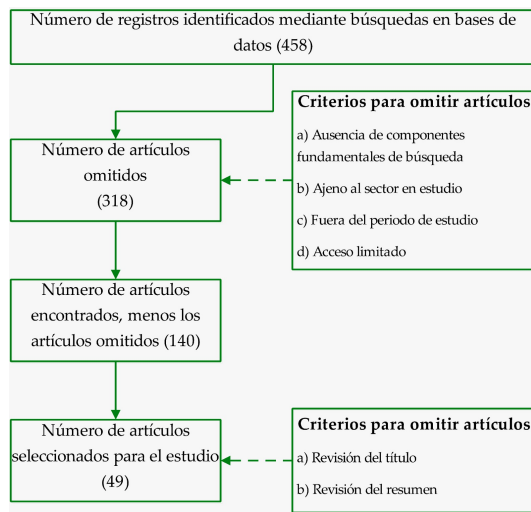 Número de registros identificados mediante búsquedas en bases de
datos (458)
Criterios para omitir artículos
a) Ausencia de componentes
fundamentales de búsqueda
b) Ajeno al sector en estudio
c) Fuera del periodo de estudio
d) Acceso limitado
Número de artículos
omitidos
(318)
Número de artículos
encontrados, menos los
artículos omitidos (140)
Número de artículos
seleccionados para el estudio
(49)
Criterios para omitir artículos
a) Revisión del título
b) Revisión del resumen